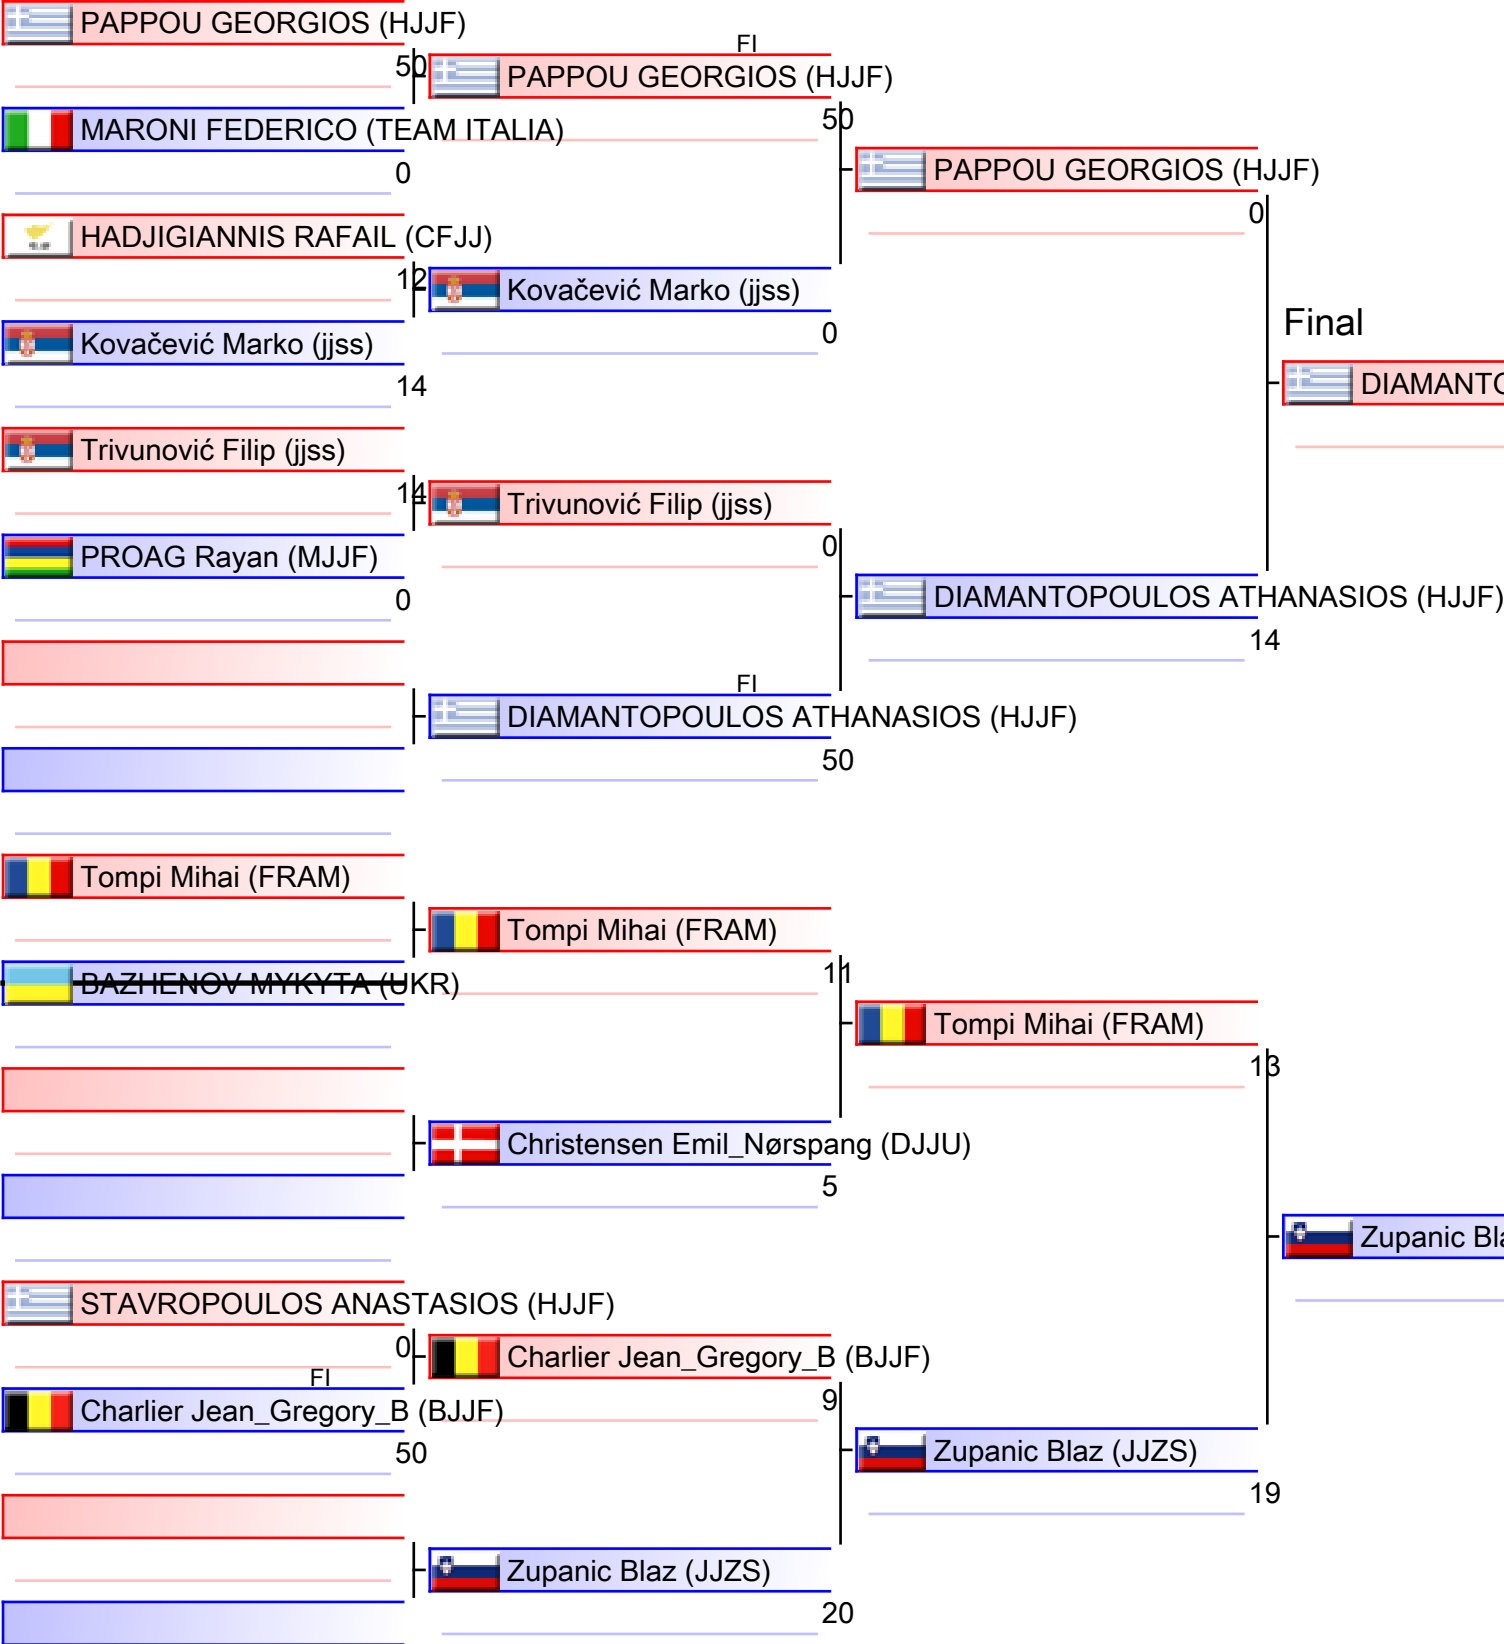 PAPPOU GEORGIOS (HJJF)
50
MARONI FEDERICO (TEAM ITALIA)
0
HADJIGIANNIS RAFAIL (CFJJ)
12
Kovačević Marko (jjss)
14
Trivunović Filip (jjss)
14
PROAG Rayan (MJJF)
0
Tompi Mihai (FRAM)
BAZHENOV MYKYTA (UKR)
STAVROPOULOS ANASTASIOS (HJJF)
0
FI
Charlier Jean_Gregory_B (BJJF)
50
FI
PAPPOU GEORGIOS (HJJF)
50
Kovačević Marko (jjss)
0
Trivunović Filip (jjss)
0
FI
DIAMANTOPOULOS ATHANASIOS (HJJF)
50
Tompi Mihai (FRAM)
11
Christensen Emil_Nørspang (DJJU)
5
Charlier Jean_Gregory_B (BJJF)
9
Zupanic Blaz (JJZS)
20
PAPPOU GEORGIOS (HJJF)
0
DIAMANTOPOULOS ATHANASIOS (HJJF)
14
Tompi Mihai (FRAM)
13
Zupanic Blaz (JJZS)
19
Final
DIAMANTO
Zupanic Bla